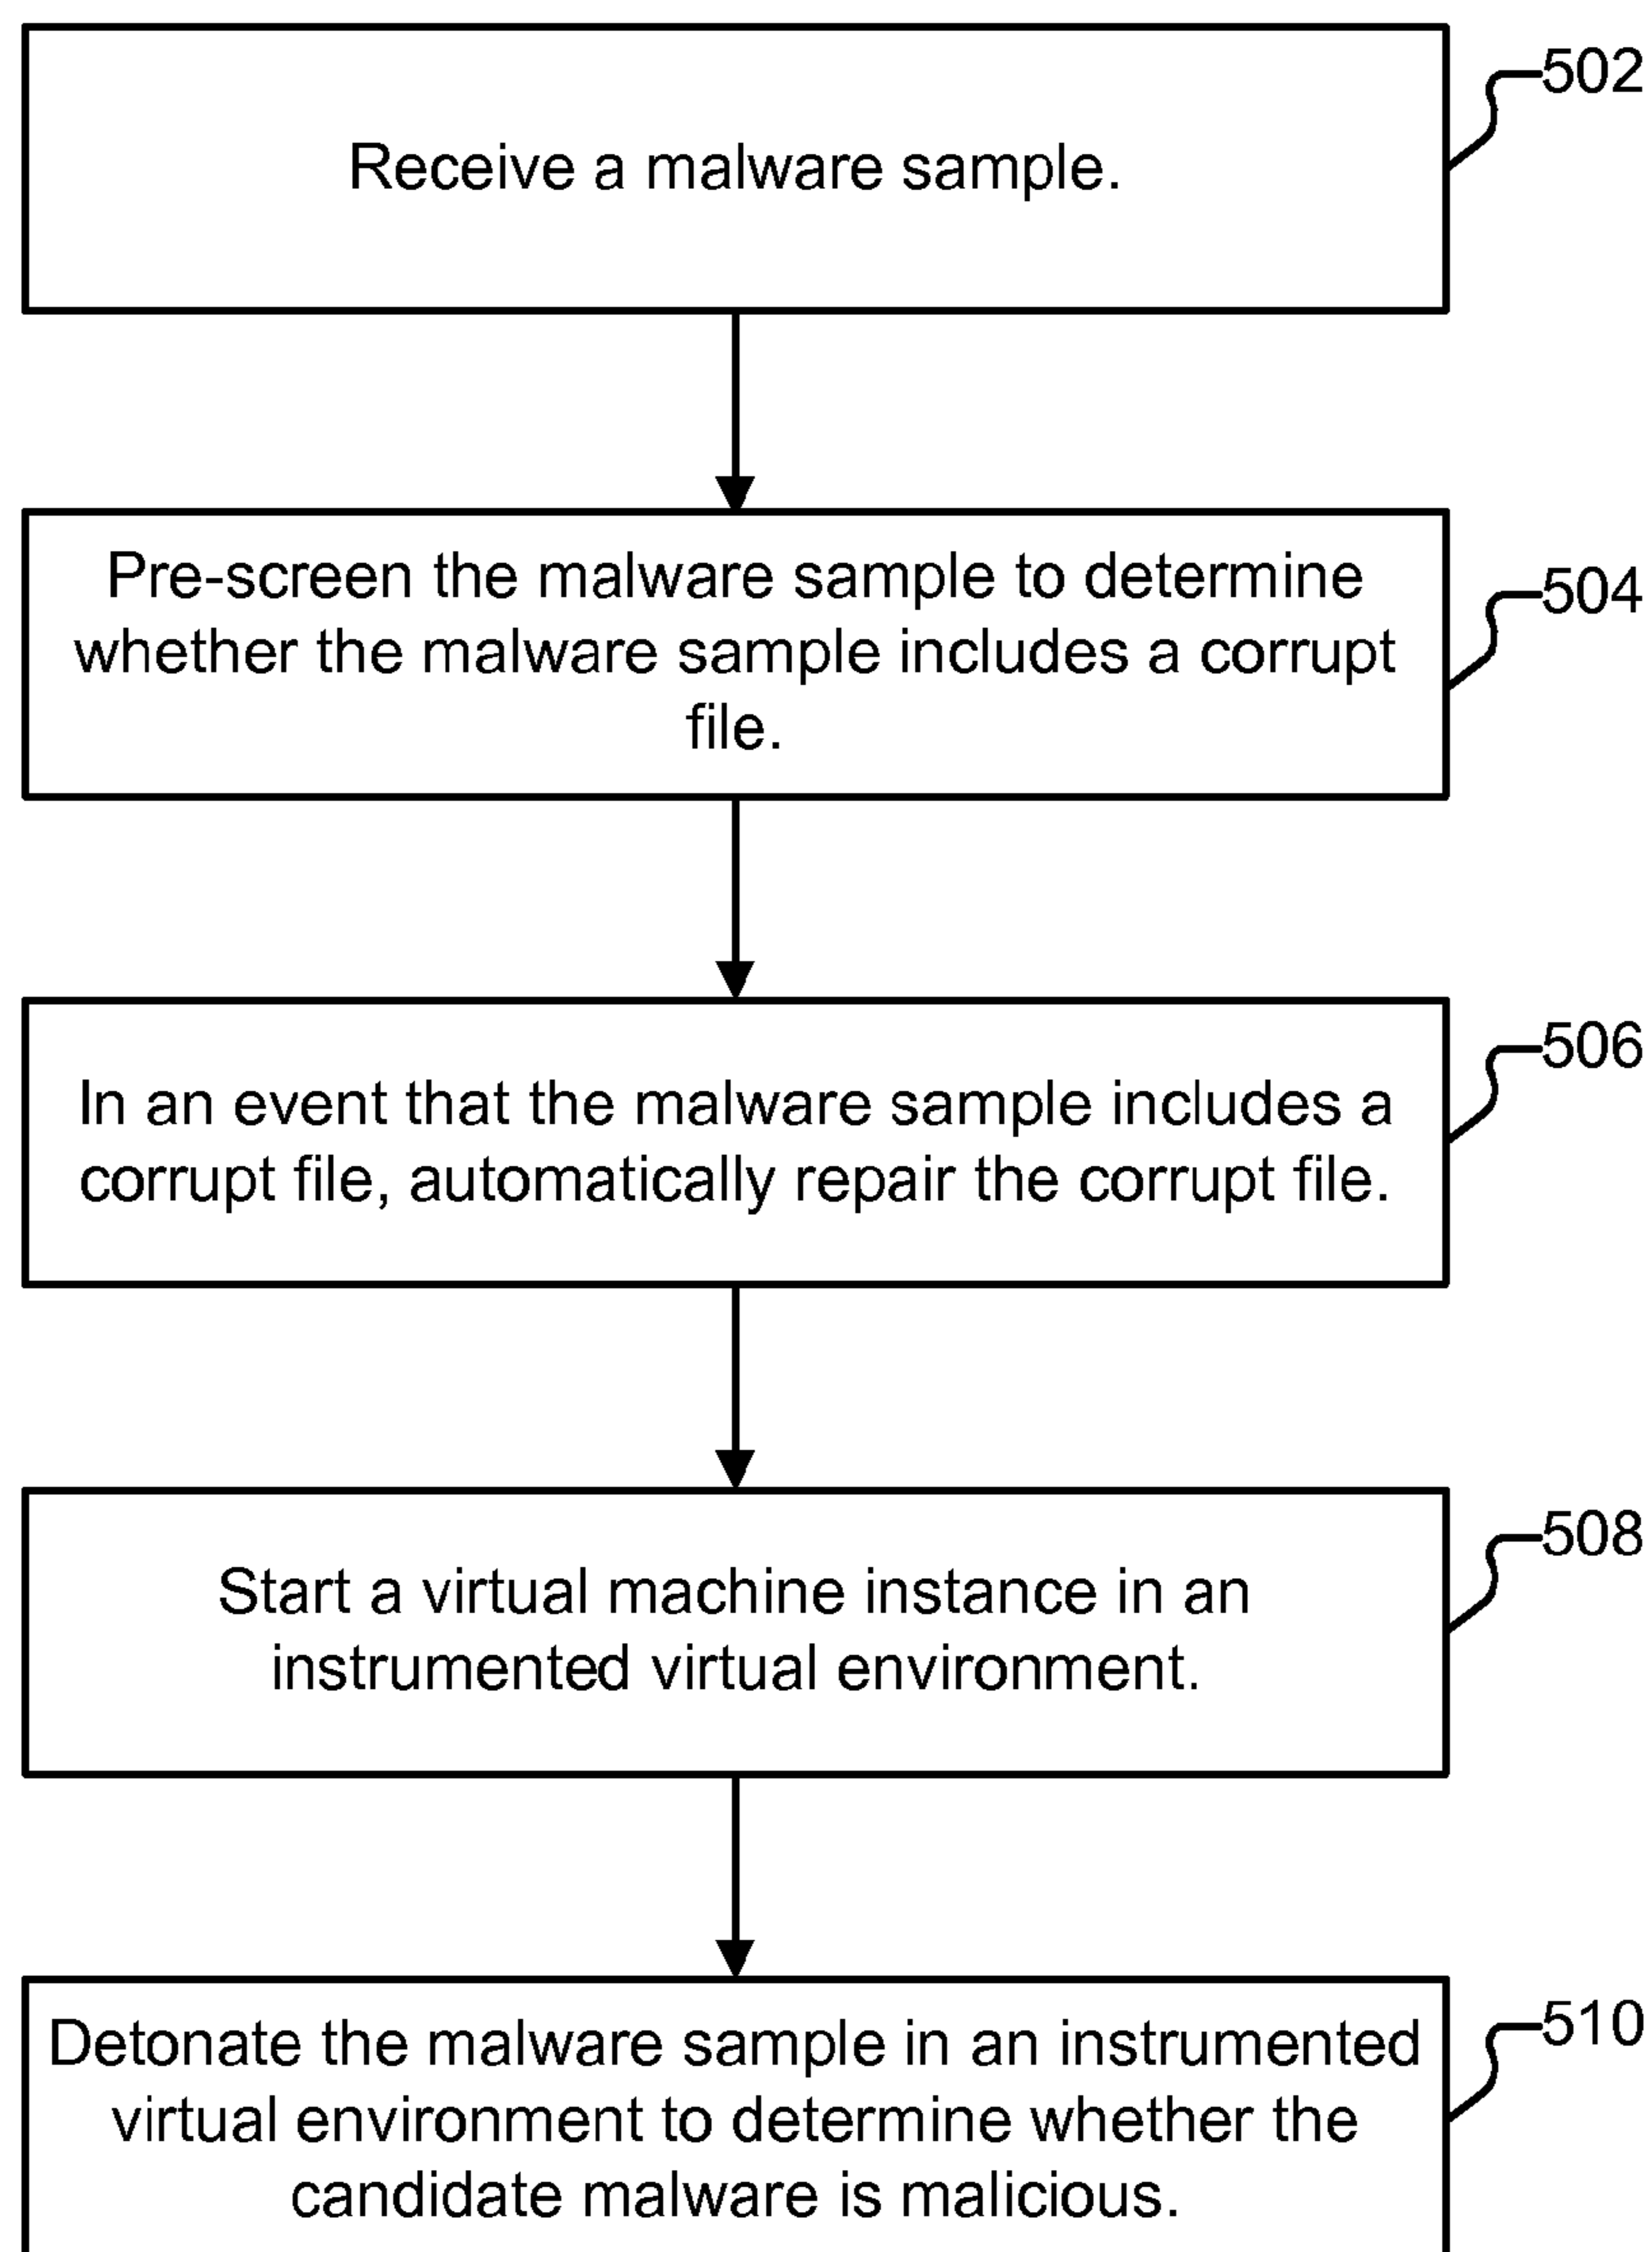 502
Receive a malware sample.
504
Pre-screen the malware sample to determine
whether the malware sample includes a corrupt
file.
506
In an event that the malware sample includes a
corrupt file, automatically repair the corrupt file.
508
Start a virtual machine instance in an
instrumented virtual environment.
510
Detonate the malware sample in an instrumented
virtual environment to determine whether the
candidate malware is malicious.